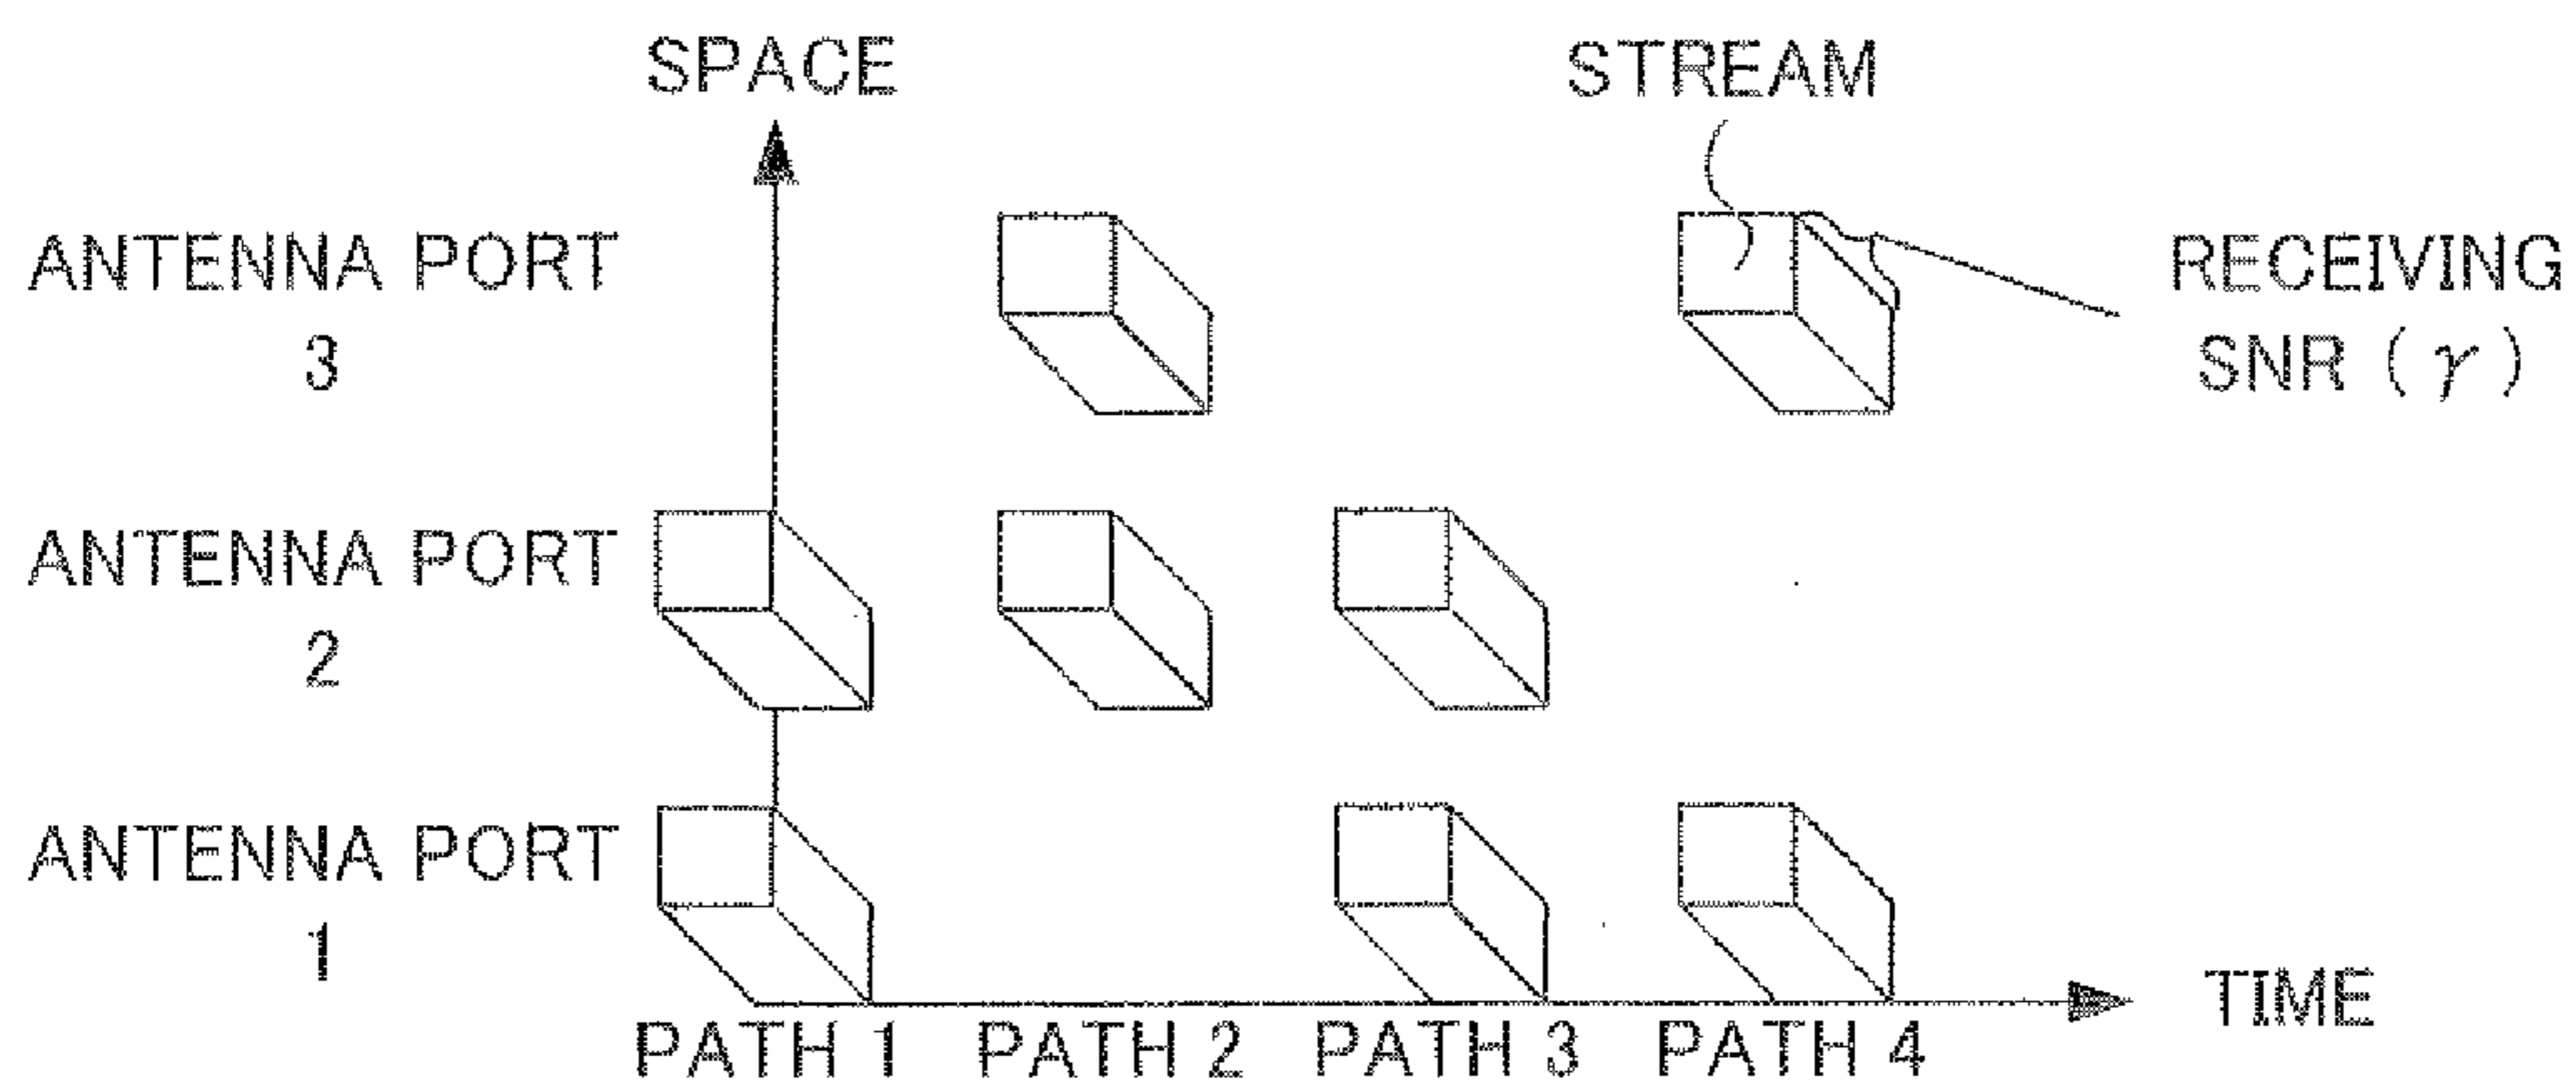 SPACE
STREAM
ANTENNA PORT
3
RECEIVING
SNR ( γ )
ANTENNA PORT
2
ANTENNA PORT
1
TIME
PATH 1 PATH 2 PATH 3 PATH 4